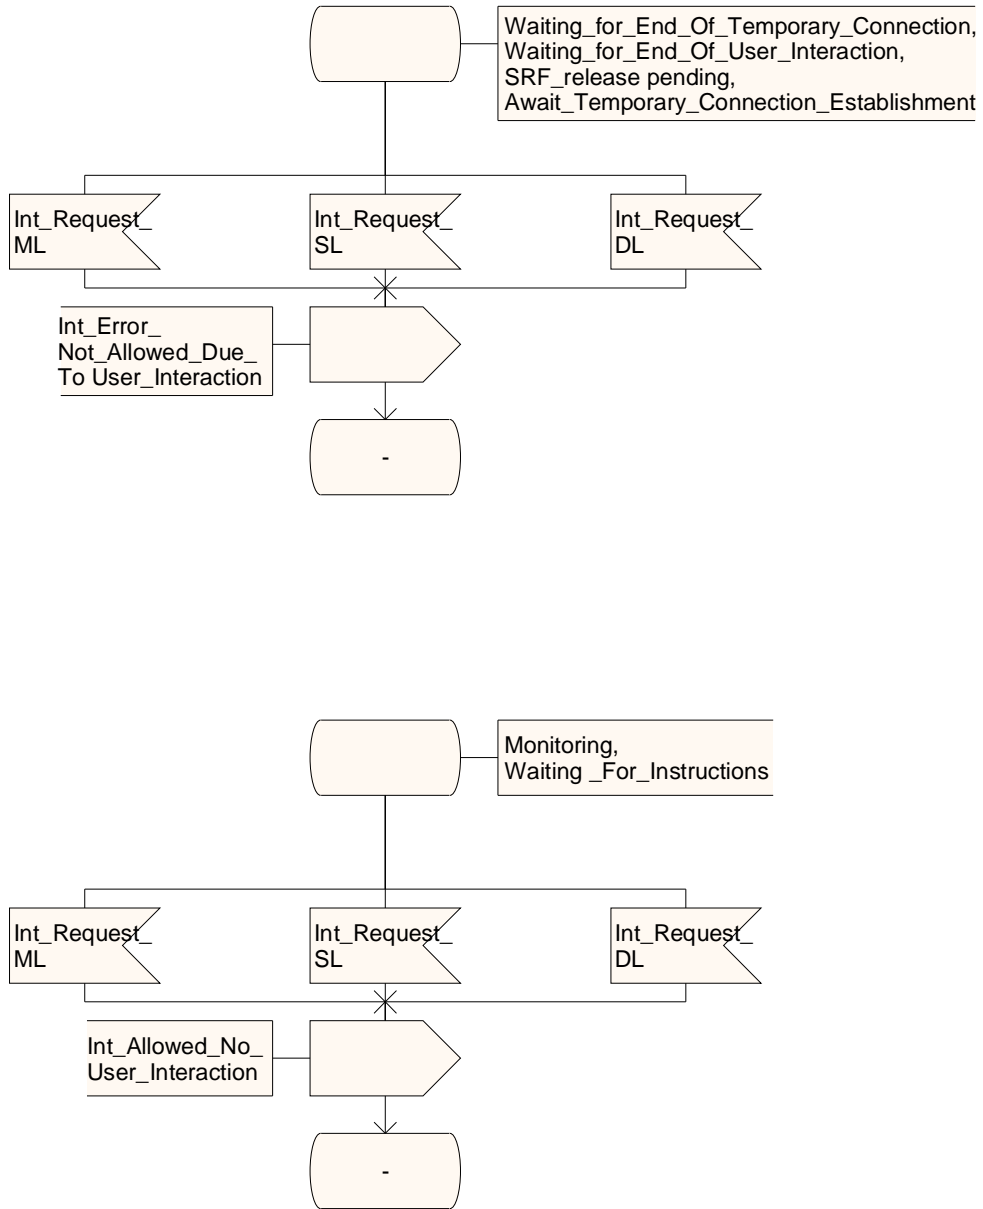 Waiting_for_End_Of_Temporary_Connection,
Waiting_for_End_Of_User_Interaction,
SRF_release pending,
Await_Temporary_Connection_Establishment
Int_Request_
ML
Int_Request_
SL
Int_Request_
DL
Int_Error_
Not_Allowed_Due_
To User_Interaction
-
Monitoring,
Waiting _For_Instructions
Int_Request_
ML
Int_Request_
SL
Int_Request_
DL
Int_Allowed_No_
User_Interaction
-